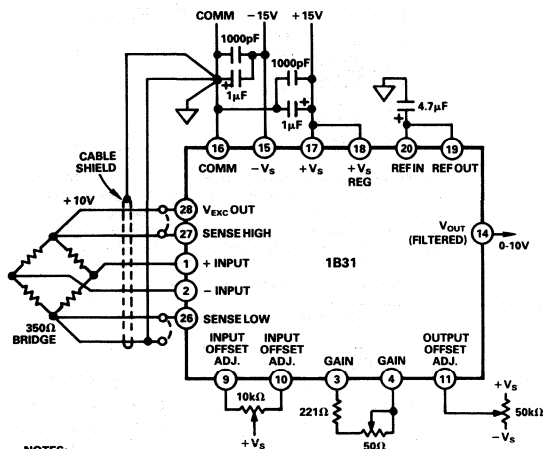 COMM −15V +15V
1000pF
1000pF
1µF
1µF
4.7µF
16 15 17 18 20 19
COMM −VS +VS +VS REG REF IN REF OUT
CABLE SHIELD
+10V
28 VEXC OUT
27 SENSE HIGH
1 + INPUT
2 − INPUT
26 SENSE LOW
1B31
VOUT (FILTERED) 14 0-10V
350Ω BRIDGE
INPUT OFFSET ADJ. INPUT OFFSET ADJ. GAIN GAIN OUTPUT OFFSET ADJ.
9 10 3 4 11
10kΩ
221Ω
50Ω
+VS
+VS
50kΩ
−VS
NOTES: